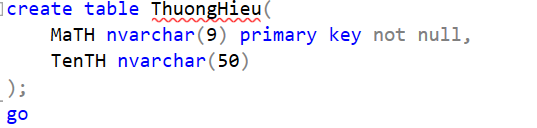 create table ThuongHieu(
    MaTH nvarchar(9) primary key not null,
    TenTH nvarchar(50)
);
go